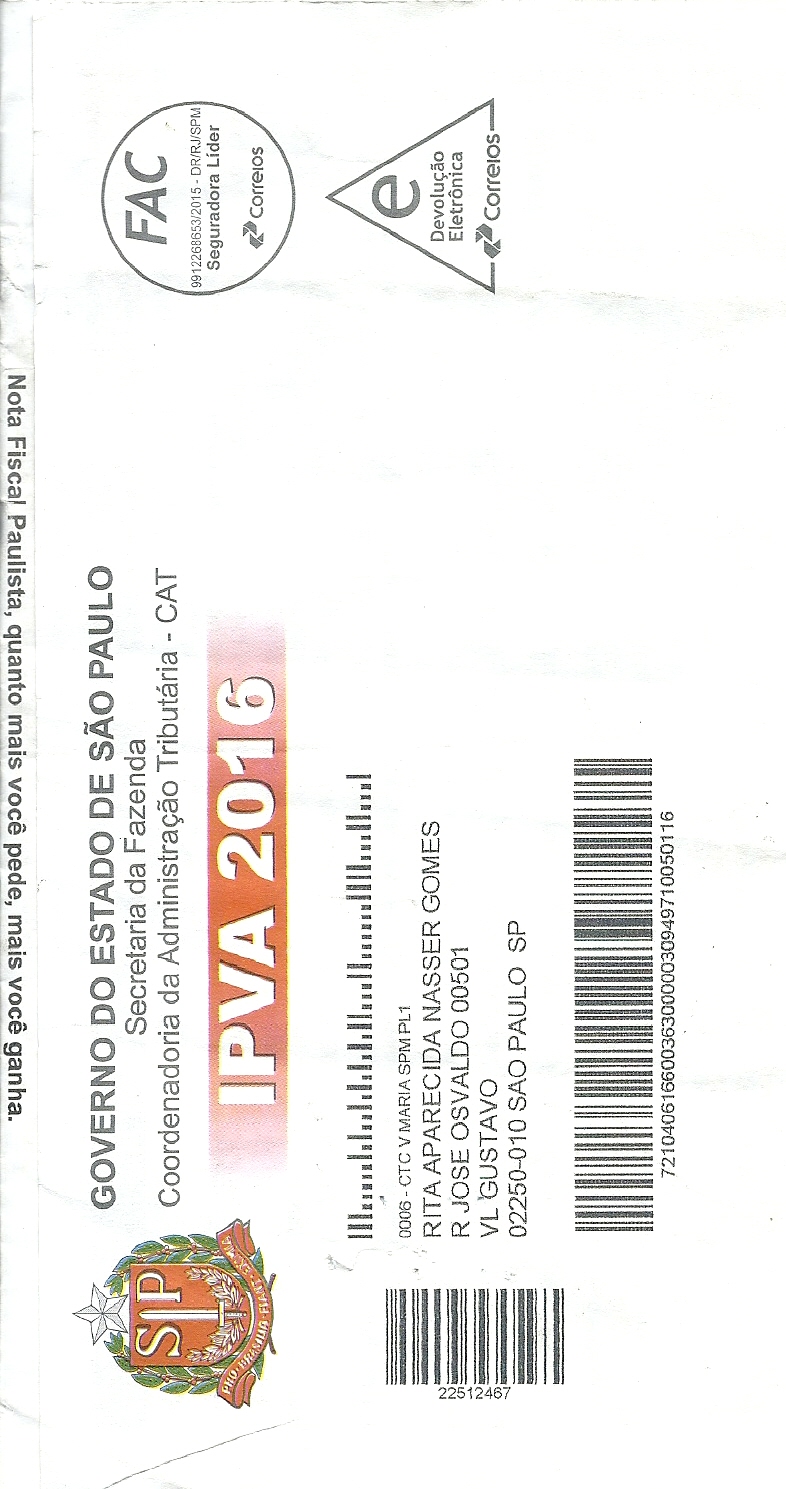 Nota Fiscal Paulista, quanto mais você pede, mais você ganha.
GOVERNO DO ESTADO DE SÃO PAULO
Secretaria da Fazenda
Coordenadoria da Administração Tributária - CAT
IPVA 2016
FAC
9912268653/2015 - DR/RJ/SPM
Seguradora Líder
Correios
e
Devolução
Eletrônica
Correios
SP
PRO·BRASILIA·FIANT·EXIMIA
0006 - CTC V MARIA SPM PL1
RITA APARECIDA NASSER GOMES
R JOSE OSVALDO 00501
VL GUSTAVO
02250-010 SAO PAULO SP
22512467
7210406166003630000030949710050116